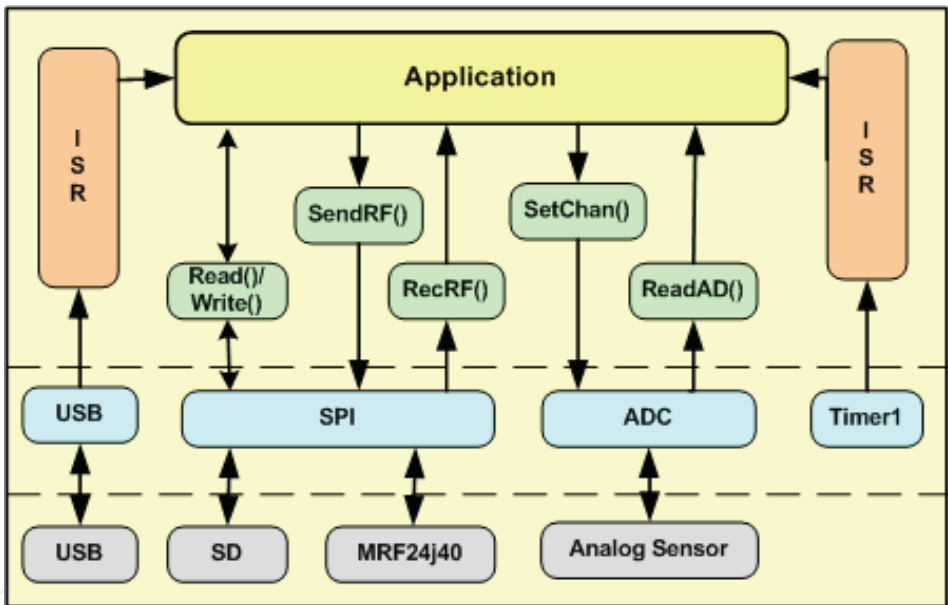 Application
I
S
R
I
S
R
SendRF()
SetChan()
Read()/
Write()
RecRF()
ReadAD()
USB
SPI
ADC
Timer1
USB
SD
MRF24j40
Analog Sensor